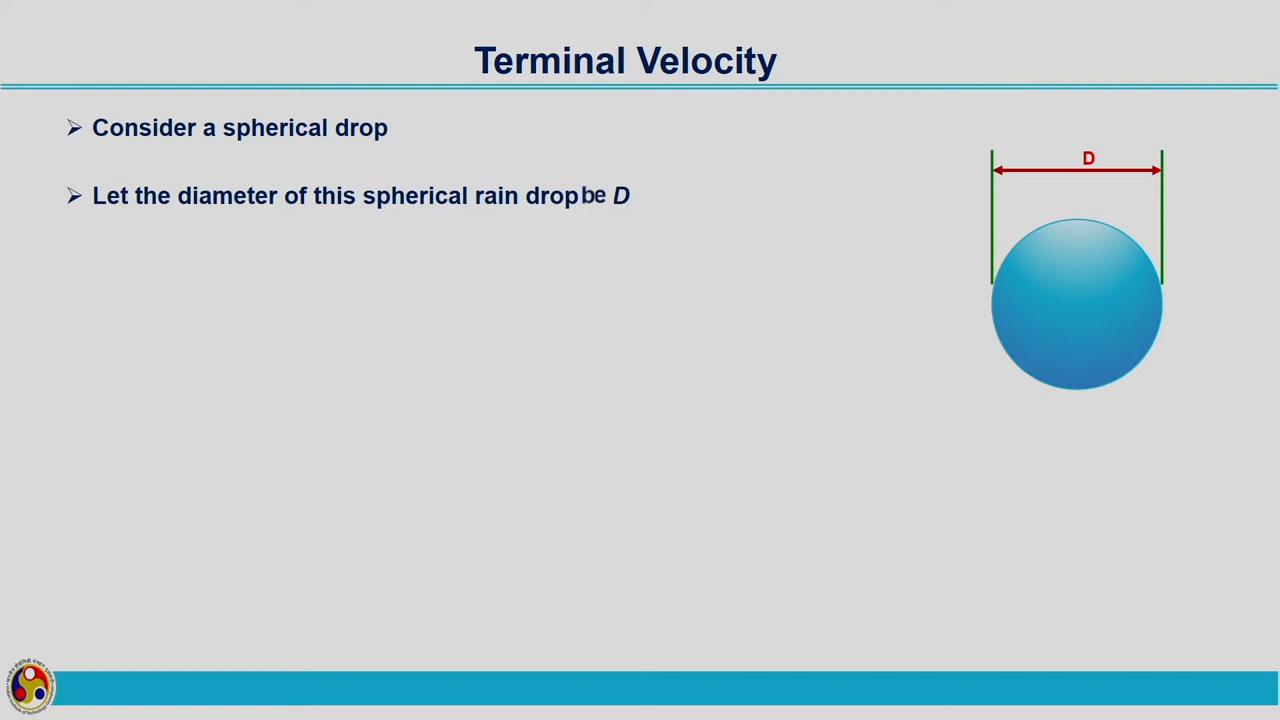 Terminal Velocity
Consider a spherical drop
Let the diameter of this spherical rain drop be D
D